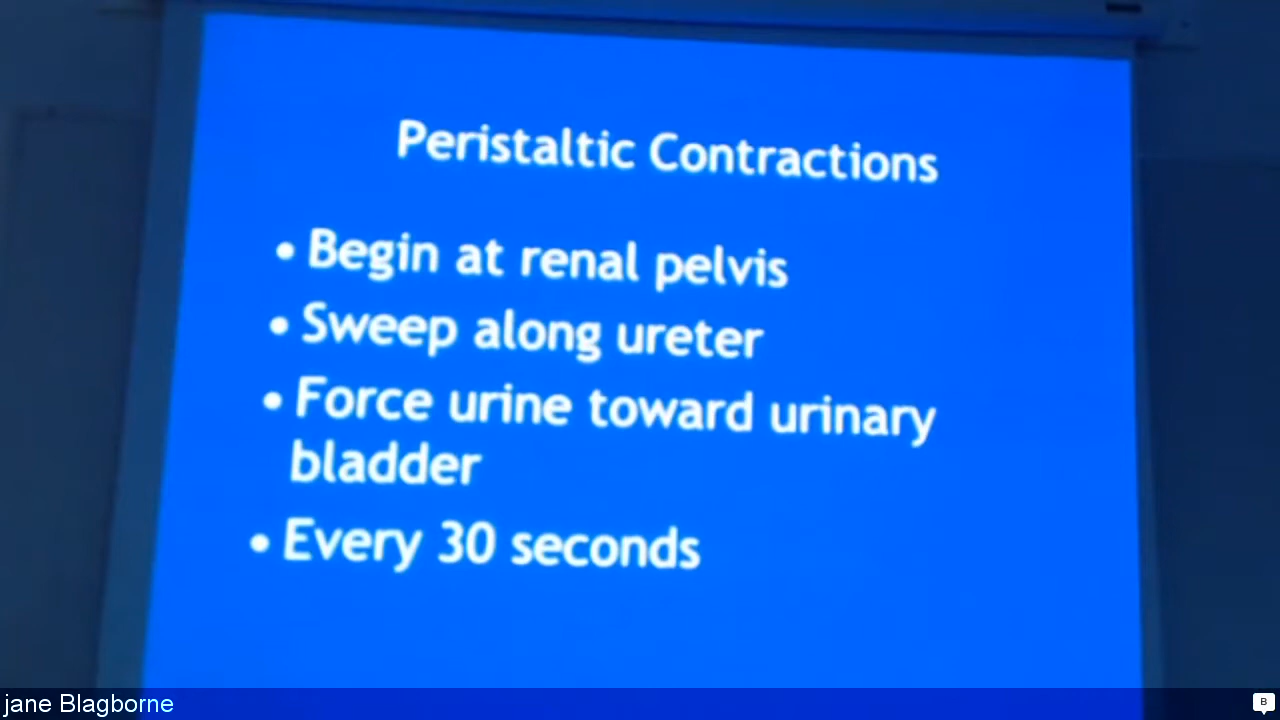 Peristaltic Contractions
• Begin at renal pelvis
• Sweep along ureter
• Force urine toward urinary
bladder
• Every 30 seconds
jane Blagborne
B